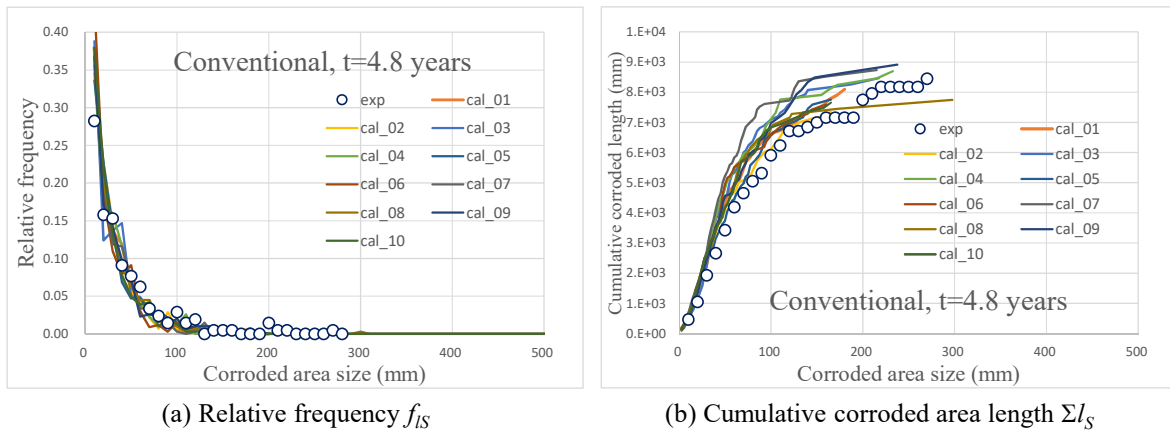 0.40
0.35
0.30
0.25
0.20
0.15
0.10
0.05
0.00
Relative frequency
Conventional, t=4.8 years
exp cal_01
cal_02 cal_03
cal_04 cal_05
cal_06 cal_07
cal_08 cal_09
cal_10
0 100 200 300 400 500
Corroded area size (mm)
(a) Relative frequency flS
1.E+04
9.E+03
8.E+03
7.E+03
6.E+03
5.E+03
4.E+03
3.E+03
2.E+03
1.E+03
0.E+00
Cumulative corroded length (mm)
exp cal_01
cal_02 cal_03
cal_04 cal_05
cal_06 cal_07
cal_08 cal_09
cal_10
Conventional, t=4.8 years
0 100 200 300 400 500
Corroded area size (mm)
(b) Cumulative corroded area length ΣlS